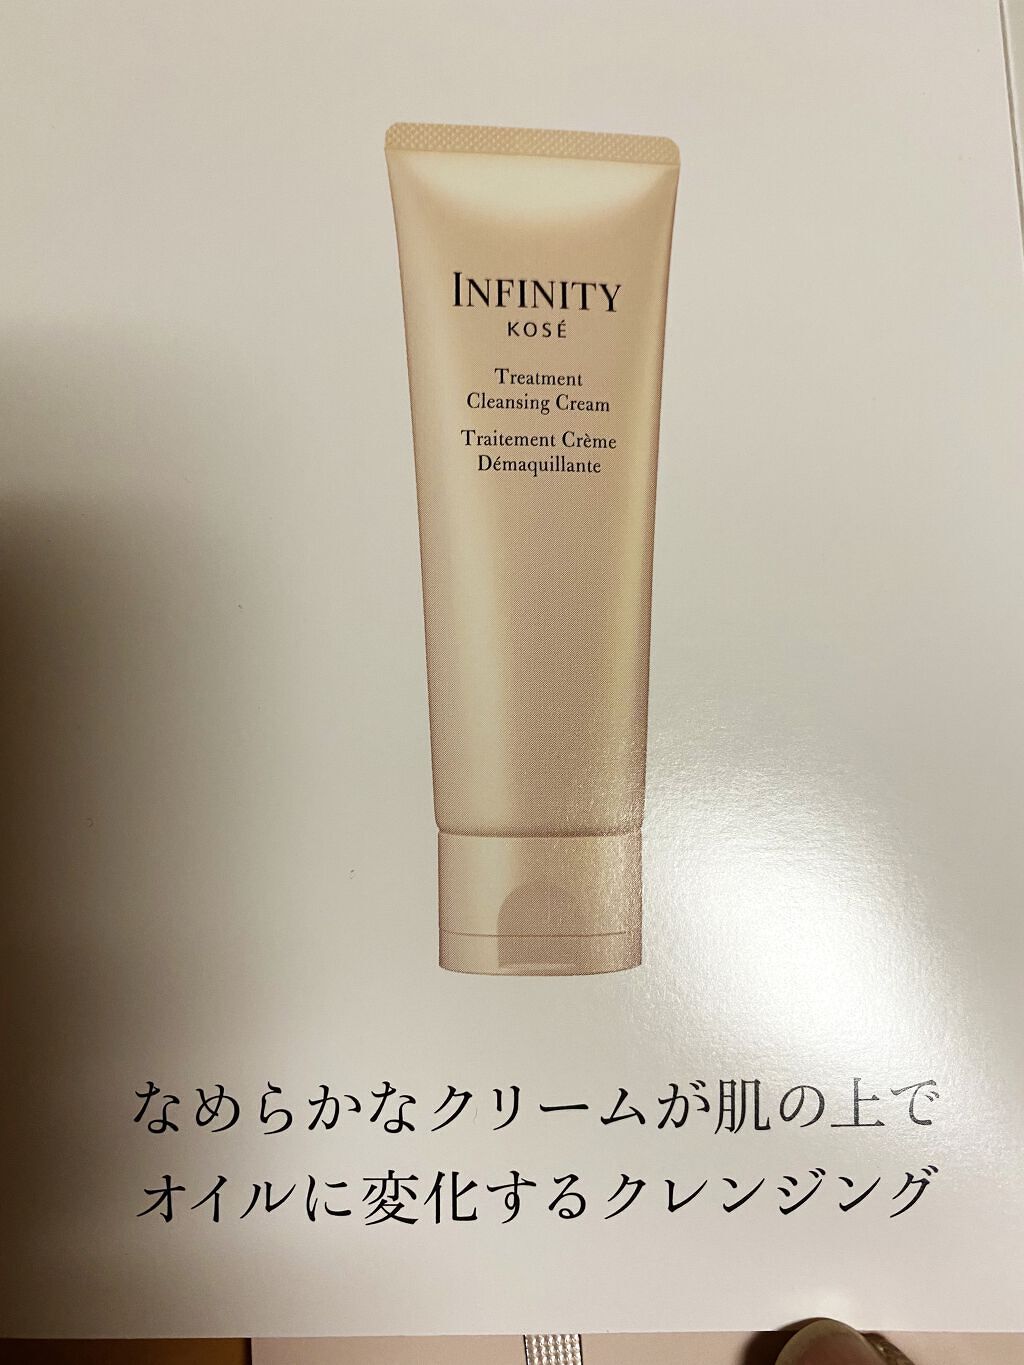 INFINITY
KOSÉ
Treatment
Cleansing Cream
Traitement Crème
Démaquillante
なめらかなクリームが肌の上で
オイルに変化するクレンジング